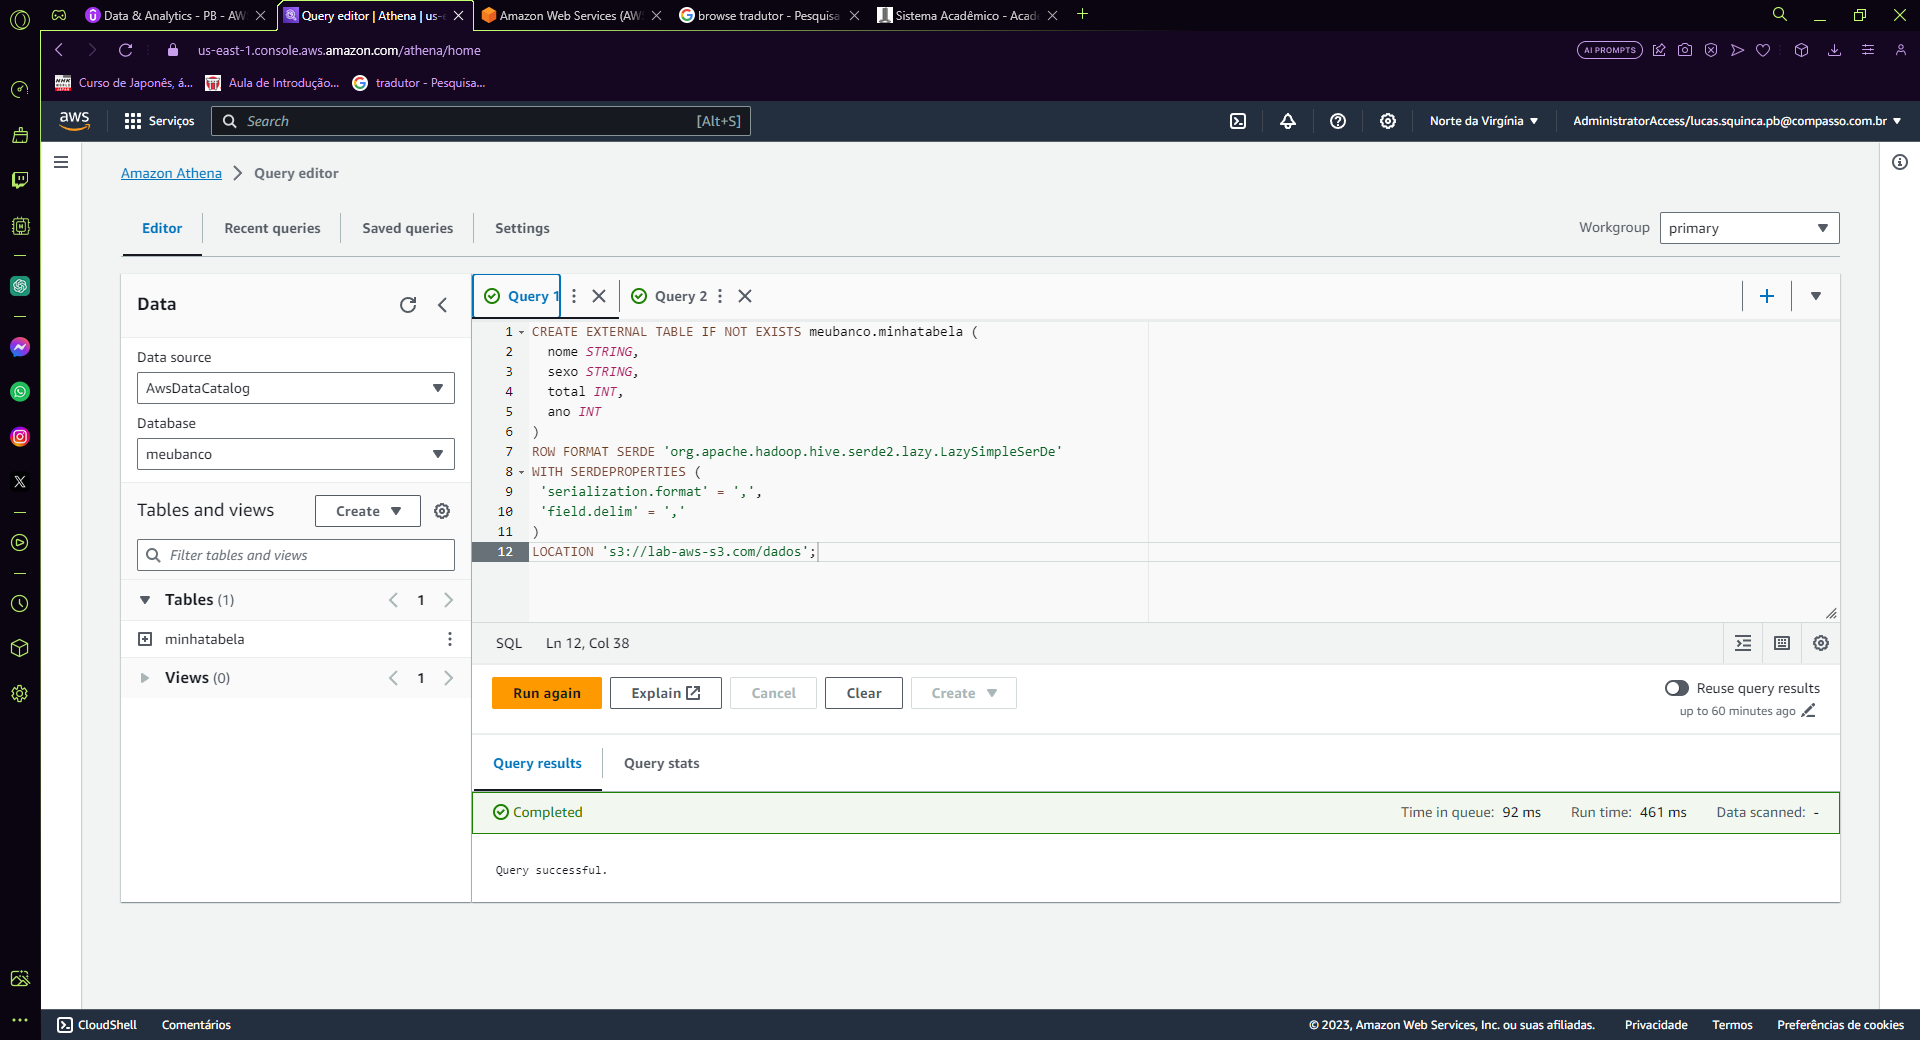 Data & Analytics - PB - AW
Query editor | Athena | us-e
Amazon Web Services (AW
browse tradutor - Pesquisa
Sistema Acadêmico - Acad
us-east-1.console.aws.amazon.com/athena/home
AI PROMPTS
Curso de Japonês, á...
Aula de Introdução...
tradutor - Pesquisa...
aws
Serviços
Search
[Alt+S]
Norte da Virgínia
AdministratorAccess/lucas.squinca.pb@compasso.com.br
Amazon Athena
Query editor
Editor
Recent queries
Saved queries
Settings
Workgroup
primary
Data
Data source
AwsDataCatalog
Database
meubanco
Tables and views
Create
Filter tables and views
Tables (1)
1
minhatabela
Views (0)
1
Query 1
Query 2
1 CREATE EXTERNAL TABLE IF NOT EXISTS meubanco.minhatabela (
2 nome STRING,
3 sexo STRING,
4 total INT,
5 ano INT
6 )
7 ROW FORMAT SERDE 'org.apache.hadoop.hive.serde2.lazy.LazySimpleSerDe'
8 WITH SERDEPROPERTIES (
9 'serialization.format' = ',',
10 'field.delim' = ','
11 )
12 LOCATION 's3://lab-aws-s3.com/dados';
SQL
Ln 12, Col 38
Run again
Explain
Cancel
Clear
Create
Reuse query results
up to 60 minutes ago
Query results
Query stats
Completed
Time in queue: 92 ms
Run time: 461 ms
Data scanned: -
Query successful.
CloudShell
Comentários
© 2023, Amazon Web Services, Inc. ou suas afiliadas.
Privacidade
Termos
Preferências de cookies